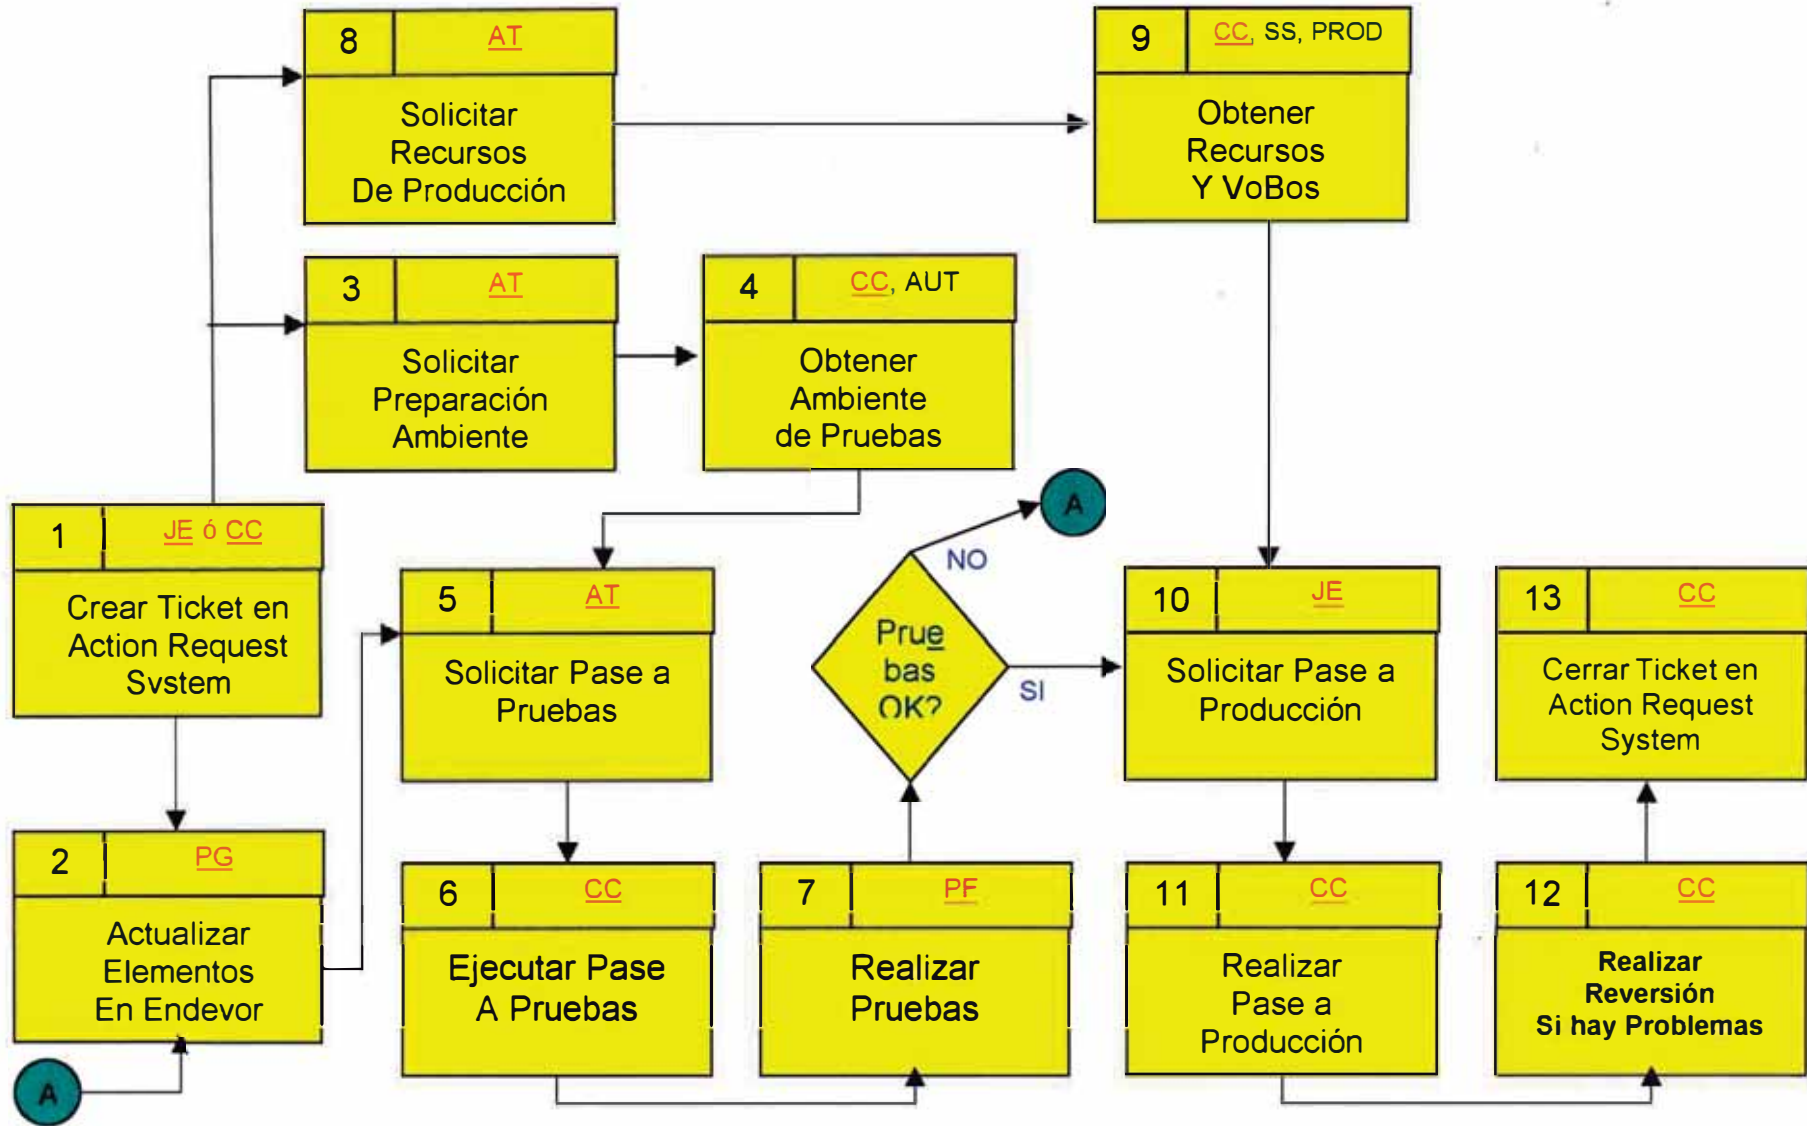 8 AT
Solicitar
Recursos
De Producción
9 CC, SS, PROD
Obtener
Recursos
Y VoBos
3 AT
Solicitar
Preparación
Ambiente
4 CC, AUT
Obtener
Ambiente
de Pruebas
1 JE ó CC
Crear Ticket en
Action Request
System
A
NO
Prue
bas
OK?
SI
5 AT
Solicitar Pase a
Pruebas
10 JE
Solicitar Pase a
Producción
13 CC
Cerrar Ticket en
Action Request
System
2 PG
Actualizar
Elementos
En Endevor
6 CC
Ejecutar Pase
A Pruebas
7 PF
Realizar
Pruebas
11 CC
Realizar
Pase a
Producción
12 CC
Realizar
Reversión
Si hay Problemas
A